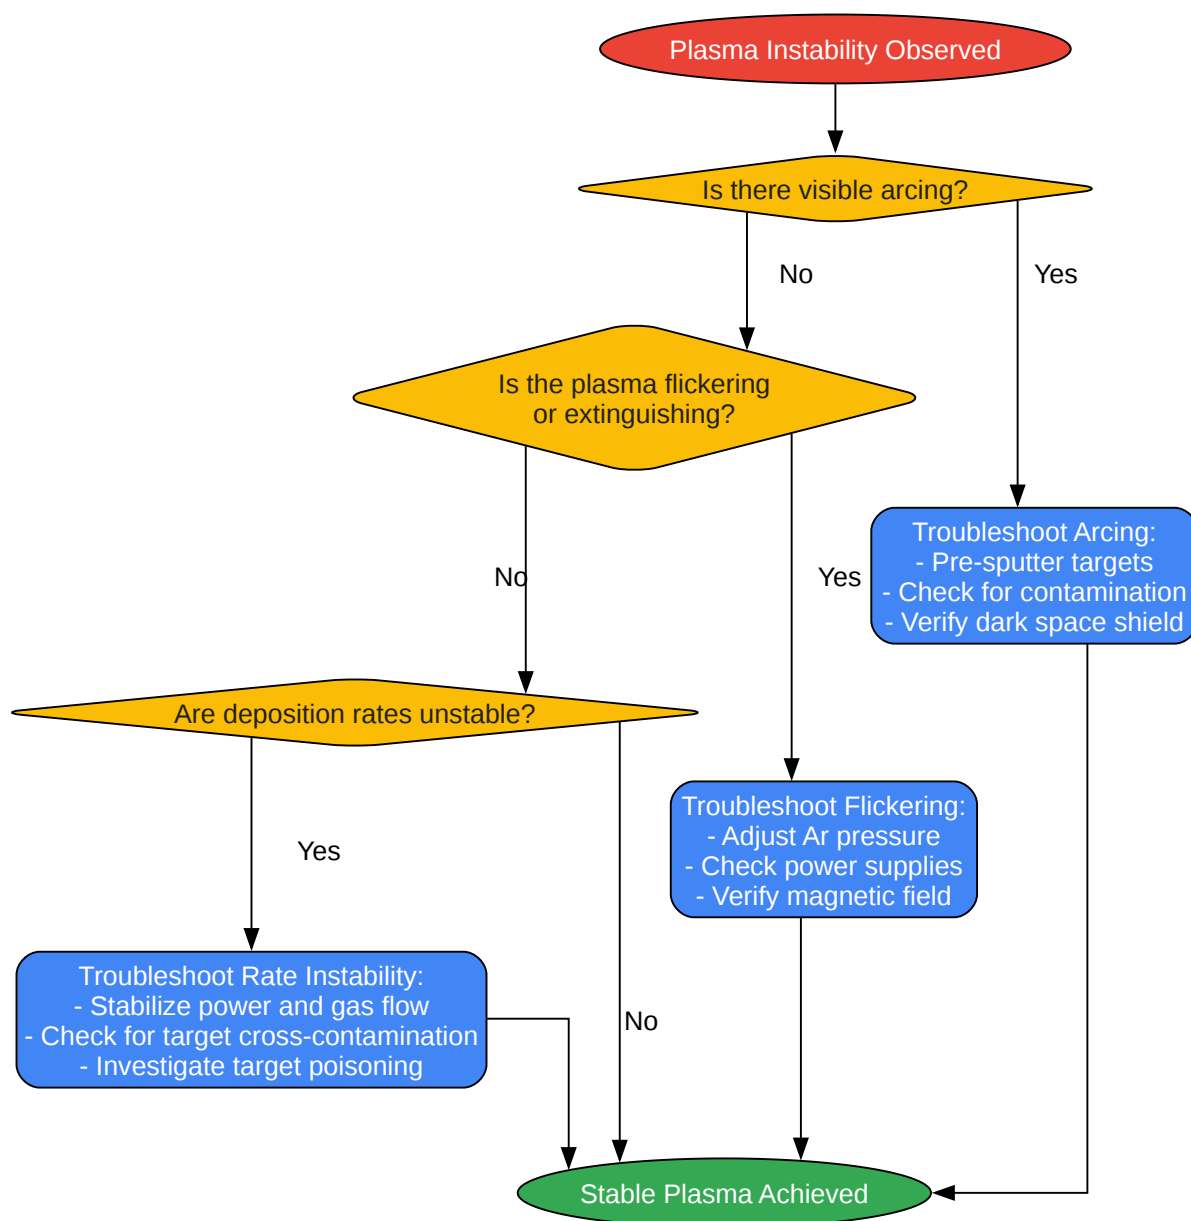 Plasma Instability Observed
Is there visible arcing?
No
Yes
Is the plasma flickering
or extinguishing?
No
Yes
Troubleshoot Arcing:
- Pre-sputter targets
- Check for contamination
- Verify dark space shield
Are deposition rates unstable?
Troubleshoot Flickering:
- Adjust Ar pressure
- Check power supplies
- Verify magnetic field
Yes
Troubleshoot Rate Instability:
- Stabilize power and gas flow
- Check for target cross-contamination
- Investigate target poisoning
No
Stable Plasma Achieved